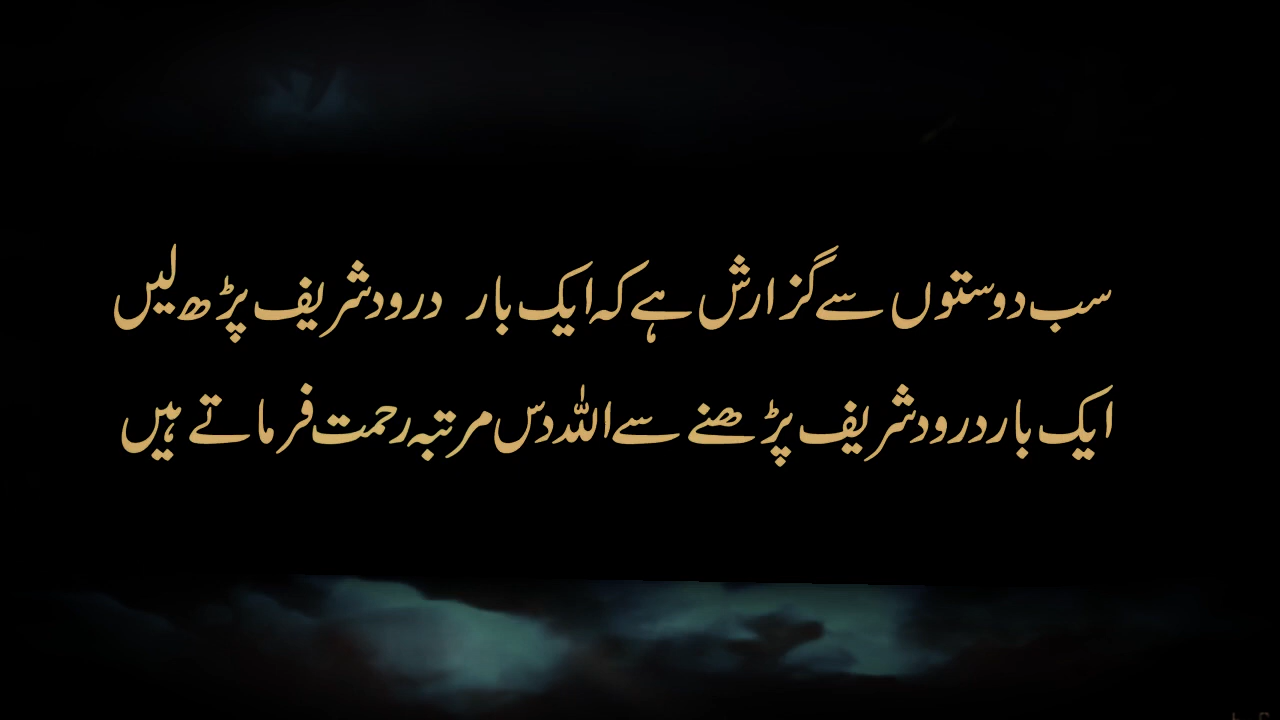 سب دوستوں سے گزارش ہے کہ ایک بار درود شریف پڑھ لیں
ایک بار درود شریف پڑھنے سے اللہ دس مرتبہ رحمت فرماتے ہیں